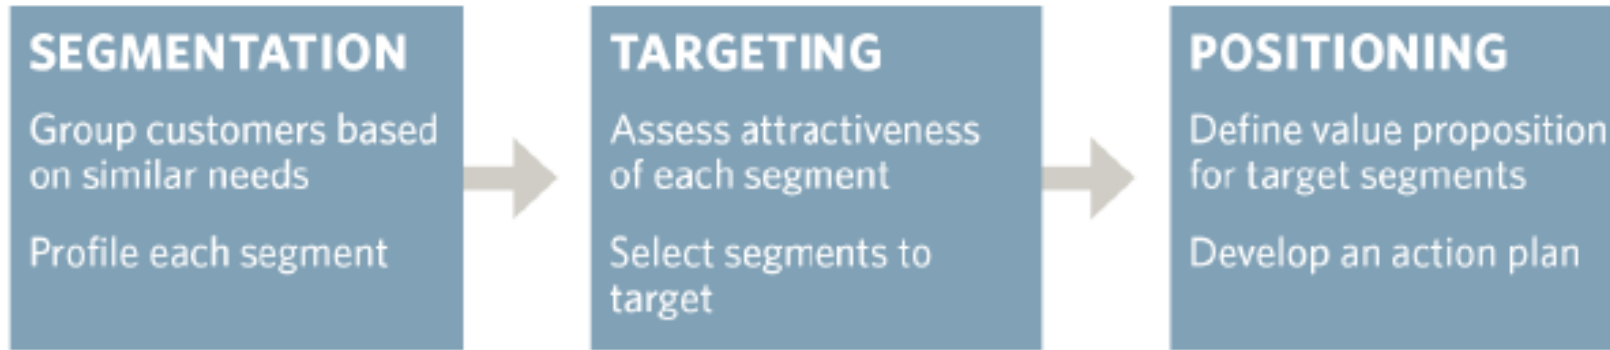 SEGMENTATION
Group customers based
on similar needs
Profile each segment
TARGETING
Assess attractiveness
of each segment
Select segments to
target
POSITIONING
Define value proposition
for target segments
Develop an action plan